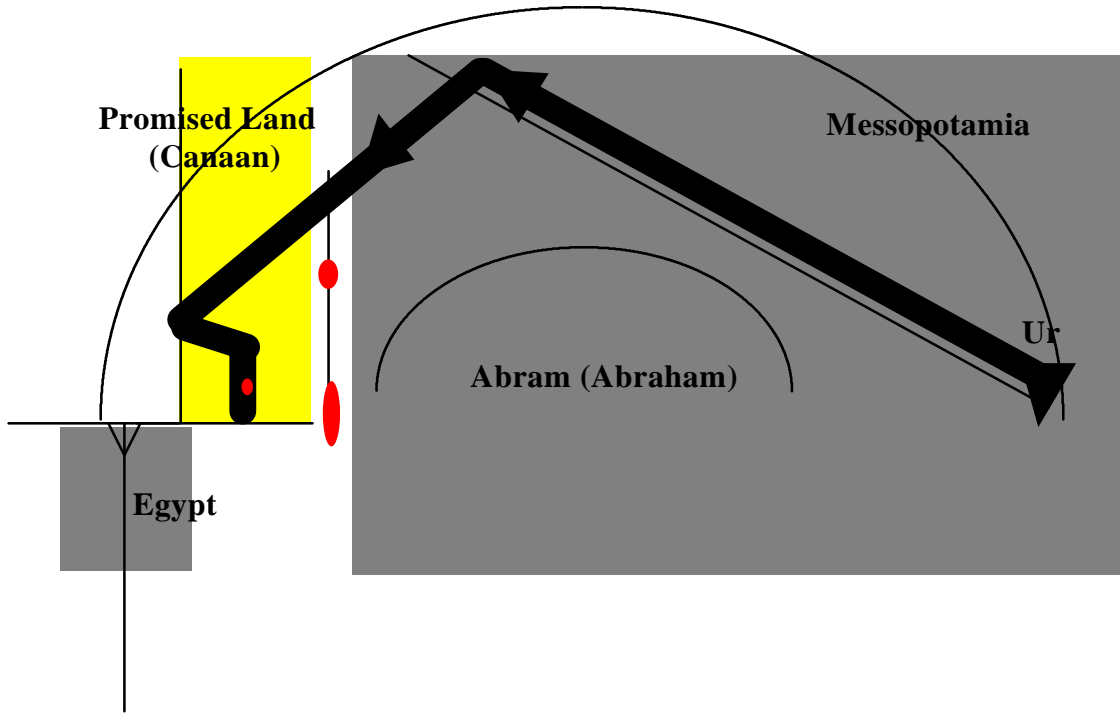 Promised Land
(Canaan)
Messopotamia
Ur
Abram (Abraham)
Egypt